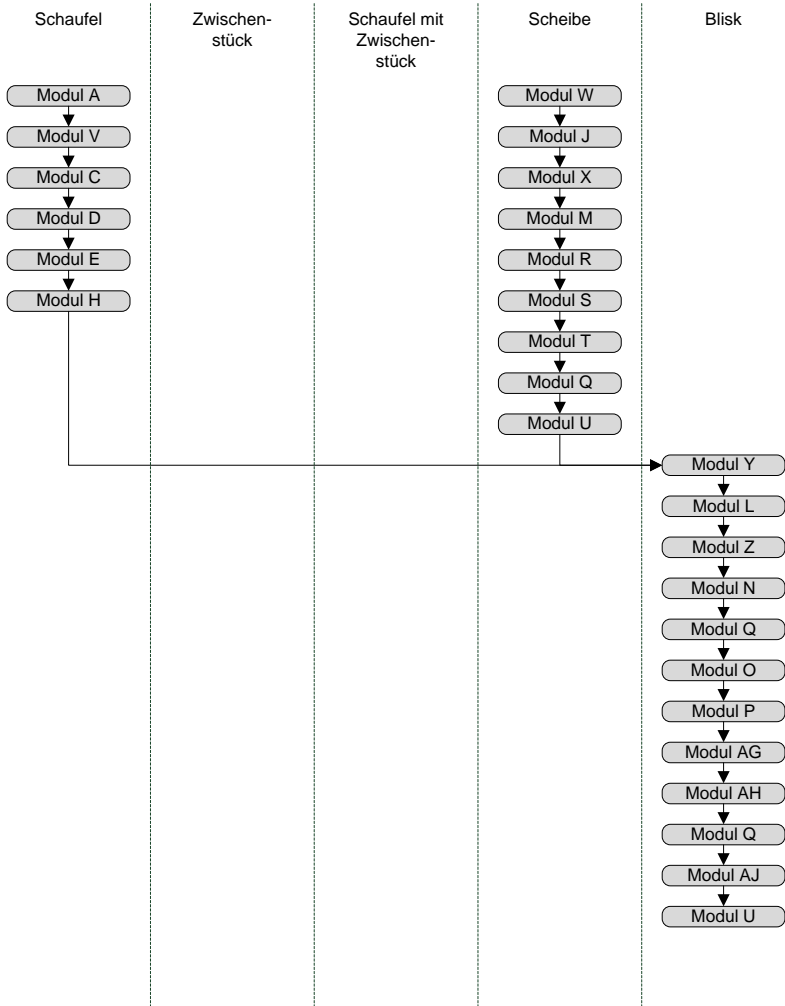 Schaufel
Zwischen-
stück
Schaufel mit
Zwischen-
stück
Scheibe
Blisk
Modul A
Modul V
Modul C
Modul D
Modul E
Modul H
Modul W
Modul J
Modul X
Modul M
Modul R
Modul S
Modul T
Modul Q
Modul U
Modul Y
Modul L
Modul Z
Modul N
Modul Q
Modul O
Modul P
Modul AG
Modul AH
Modul Q
Modul AJ
Modul U